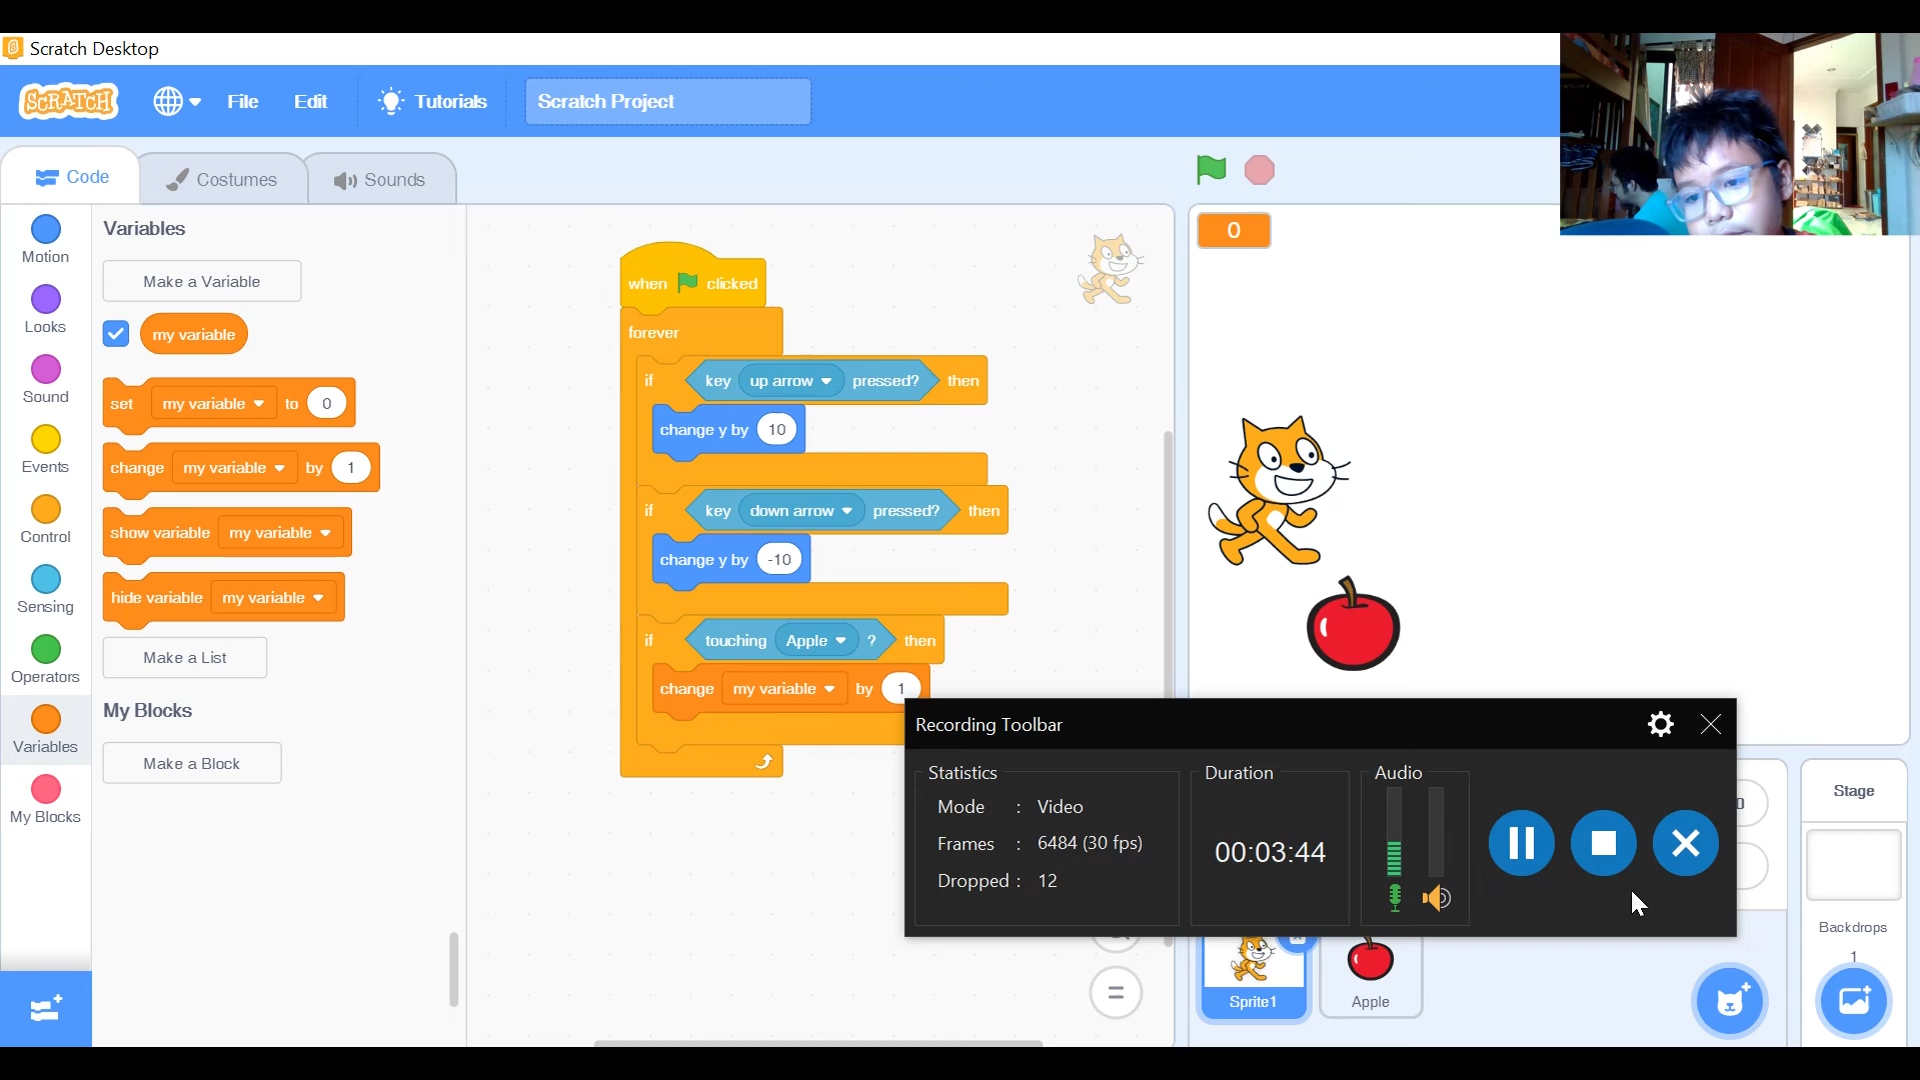 Scratch Desktop
SCRATCH File Edit Tutorials Scratch Project
Code Costumes Sounds
Motion
Looks
Sound
Events
Control
Sensing
Operators
Variables
My Blocks
Variables
Make a Variable
my variable
set my variable to 0
change my variable by 1
show variable my variable
hide variable my variable
Make a List
My Blocks
Make a Block
when clicked
forever
if key up arrow pressed? then
change y by 10
if key down arrow pressed? then
change y by -10
if touching Apple ? then
change my variable by 1
0
Recording Toolbar
Statistics
Mode : Video
Frames : 6484 (30 fps)
Dropped : 12
Duration
00:03:44
Audio
Sprite1
Apple
Stage
Backdrops
1